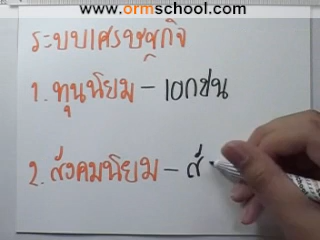 www.ormschool.com
ระบบเศรษฐกิจ
1. ทุนนิยม – เอกชน
2. สังคมนิยม – สั